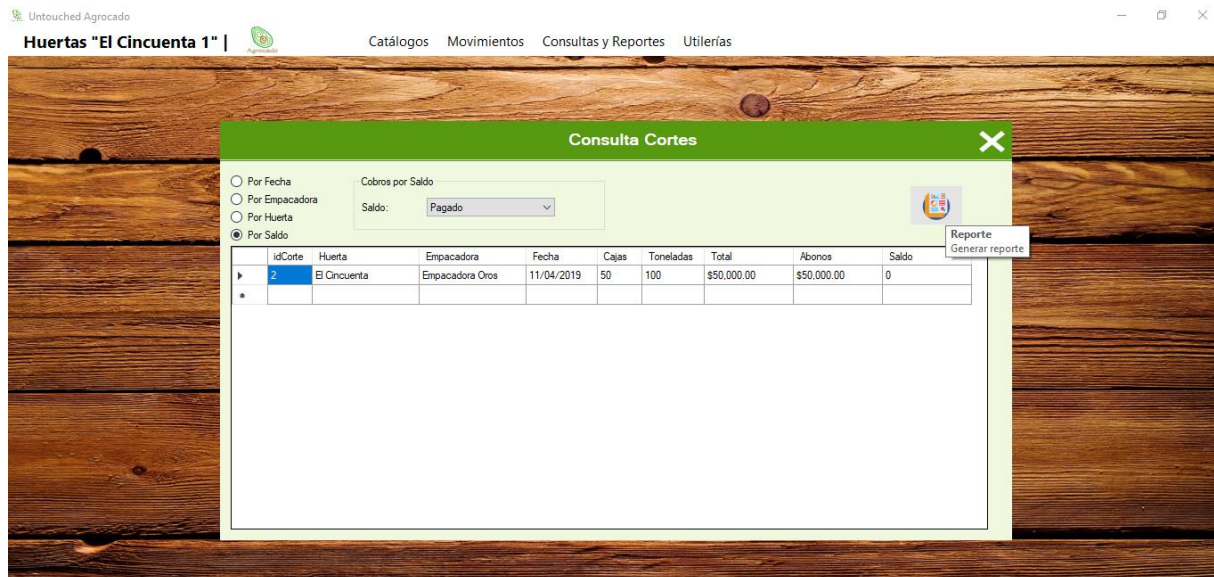 Untouched Agrocado
Huertas "El Cincuenta 1" |
Agrocado
Catálogos Movimientos Consultas y Reportes Utilerías
Consulta Cortes
Por Fecha
Por Empacadora
Por Huerta
Por Saldo
Cobros por Saldo
Saldo: Pagado
Reporte
Generar reporte
idCorte Huerta Empacadora Fecha Cajas Toneladas Total Abonos Saldo
2 El Cincuenta Empacadora Oros 11/04/2019 50 100 $50,000.00 $50,000.00 0